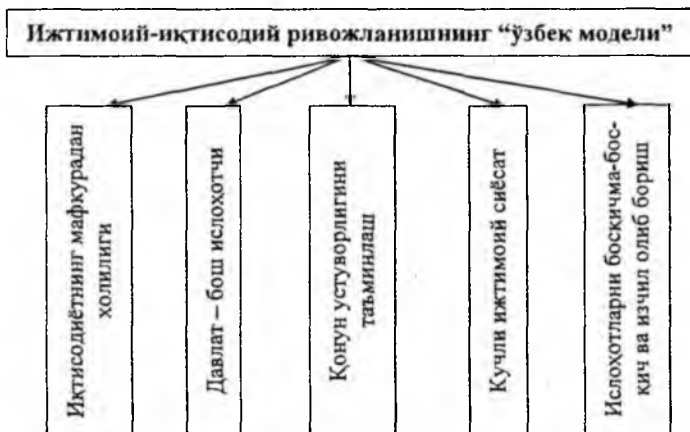 Ижтимоий-иқтисодий ривожланишнинг “ўзбек модели”
Иқтисодиётнинг мафкурадан
холилиги
Давлат – бош ислоҳотчи
Қонун устуворлигини
таъминлаш
Кучли ижтимоий сиёсат
Ислоҳотларни босқичма-бос-
қич ва изчил олиб бориш